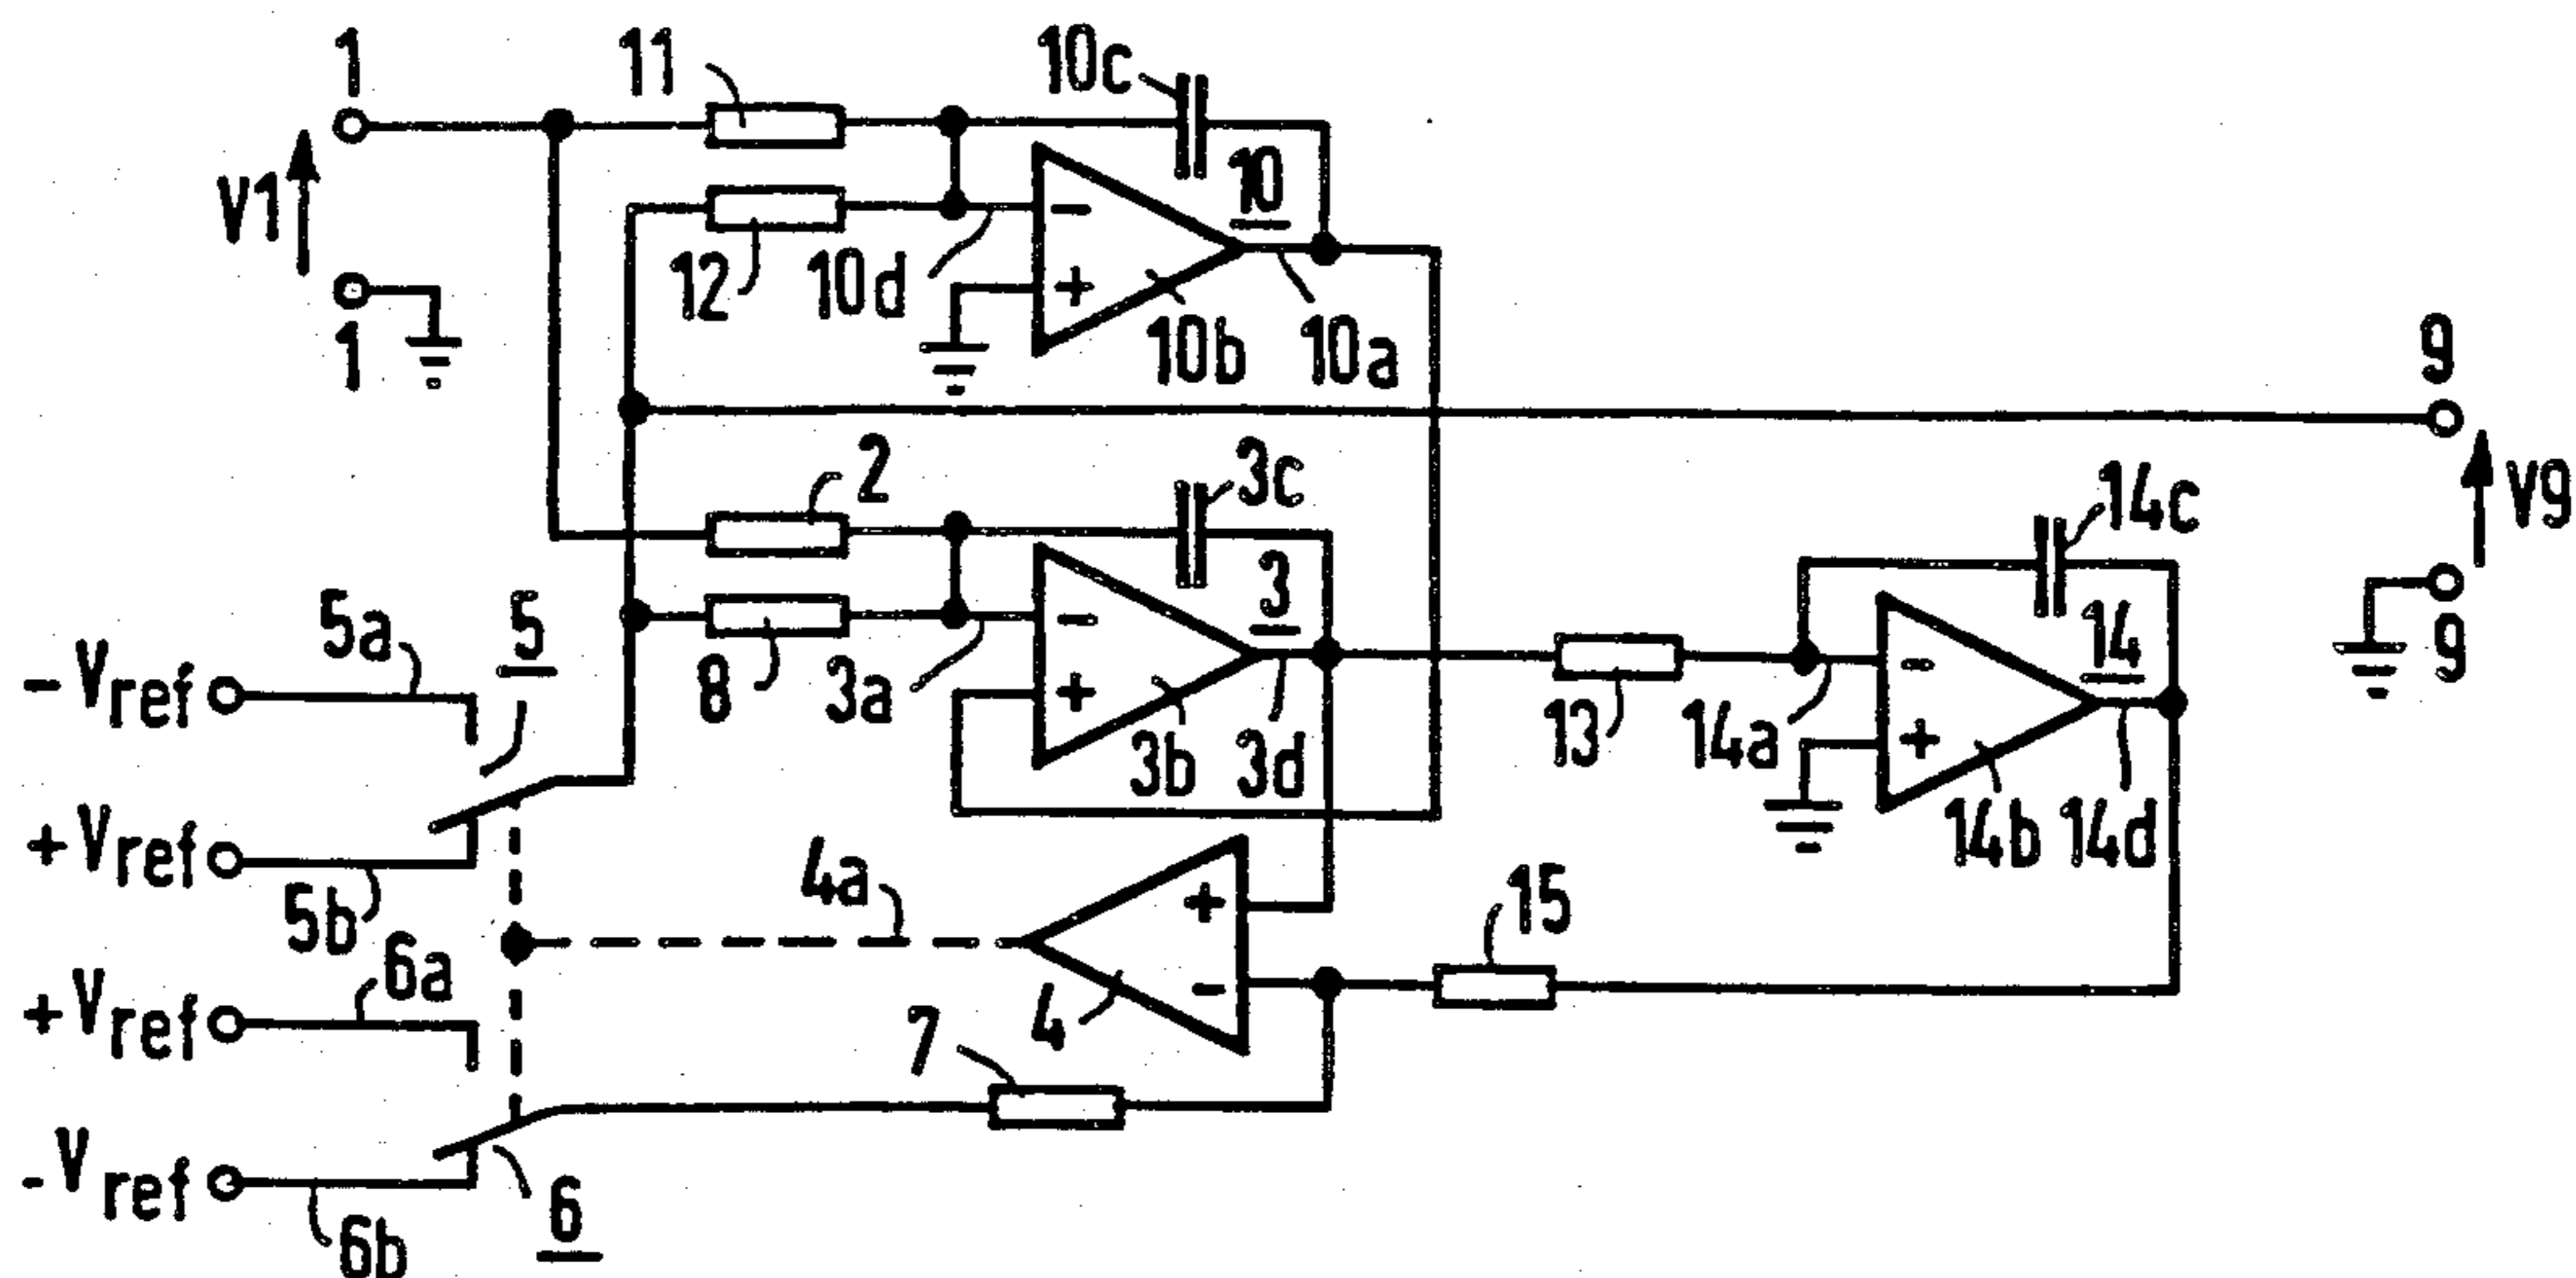 1
11
10c
V1
10
12
10d
1
10b
10a
9
2
3c
14c
V9
5a
5
3
14
9
-Vref
8
3a
3b
3d
13
14a
+Vref
14b
14d
5b
4a
15
6a
+Vref
7
4
-Vref
6b
6
- + - + - + + -